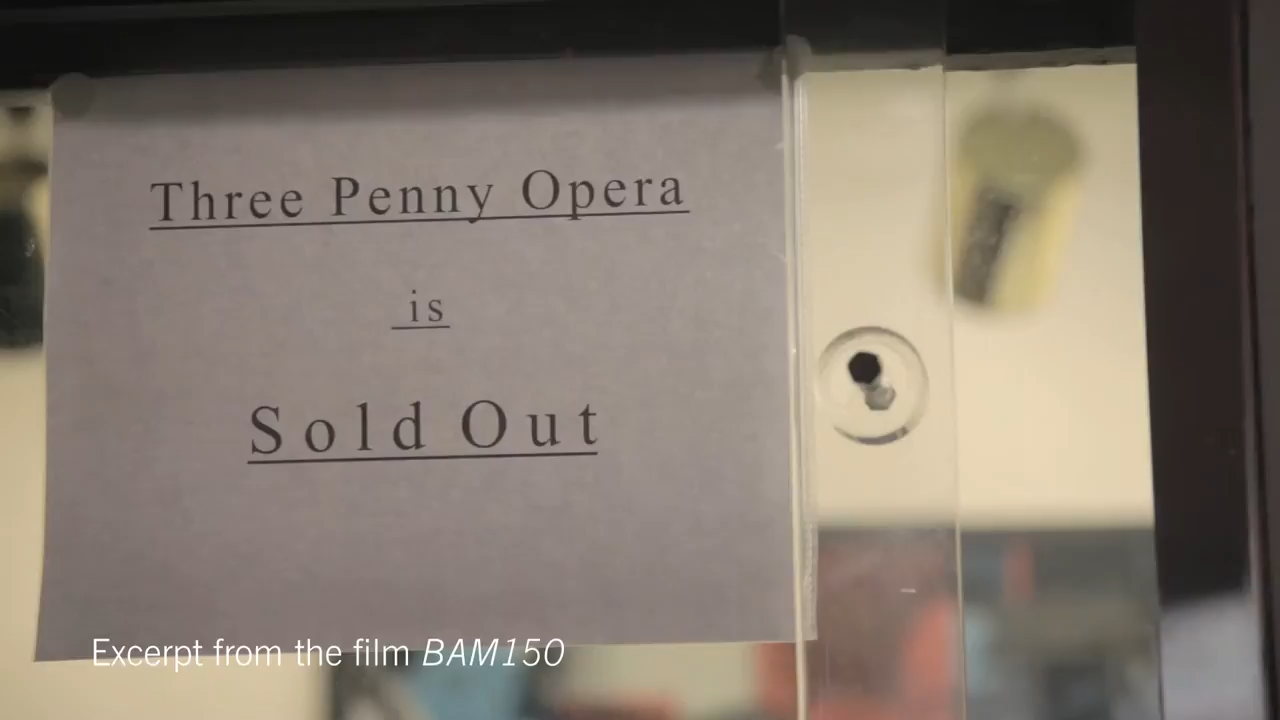 Three Penny Opera
is
Sold Out
Excerpt from the film BAM150